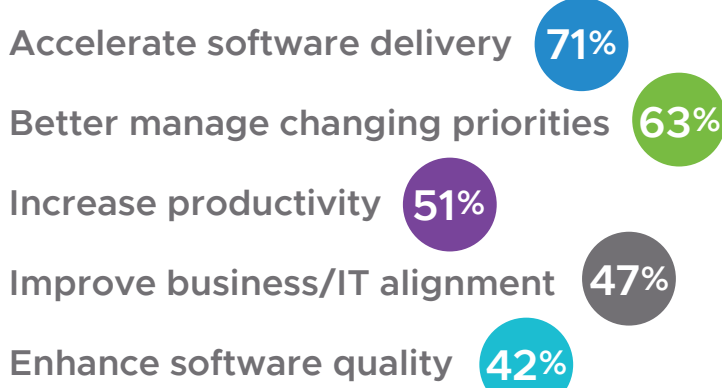 Accelerate software delivery 71%
Better manage changing priorities 63%
Increase productivity 51%
Improve business/IT alignment 47%
Enhance software quality 42%